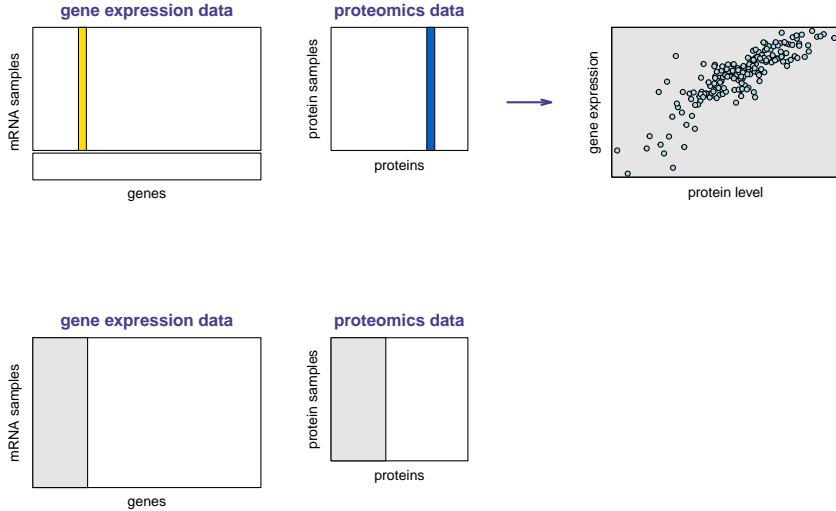 gene expression data
proteomics data
mRNA samples
genes
protein samples
proteins
gene expression
protein level
gene expression data
proteomics data
mRNA samples
genes
protein samples
proteins